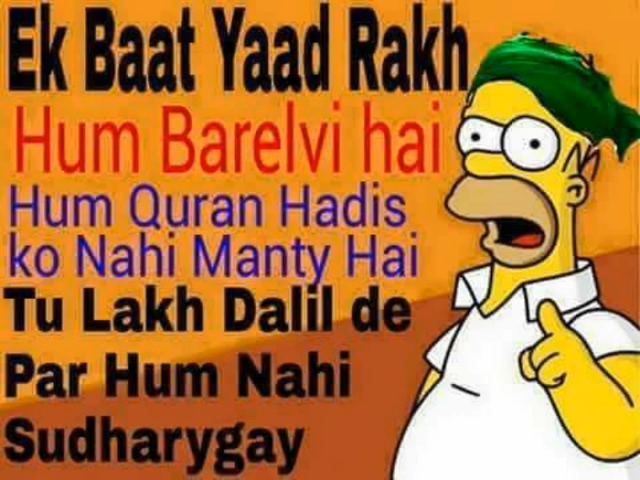 Ek Baat Yaad Rakh
Hum Barelvi hai
Hum Quran Hadis
ko Nahi Manty Hai
Tu Lakh Dalil de
Par Hum Nahi
Sudharygay